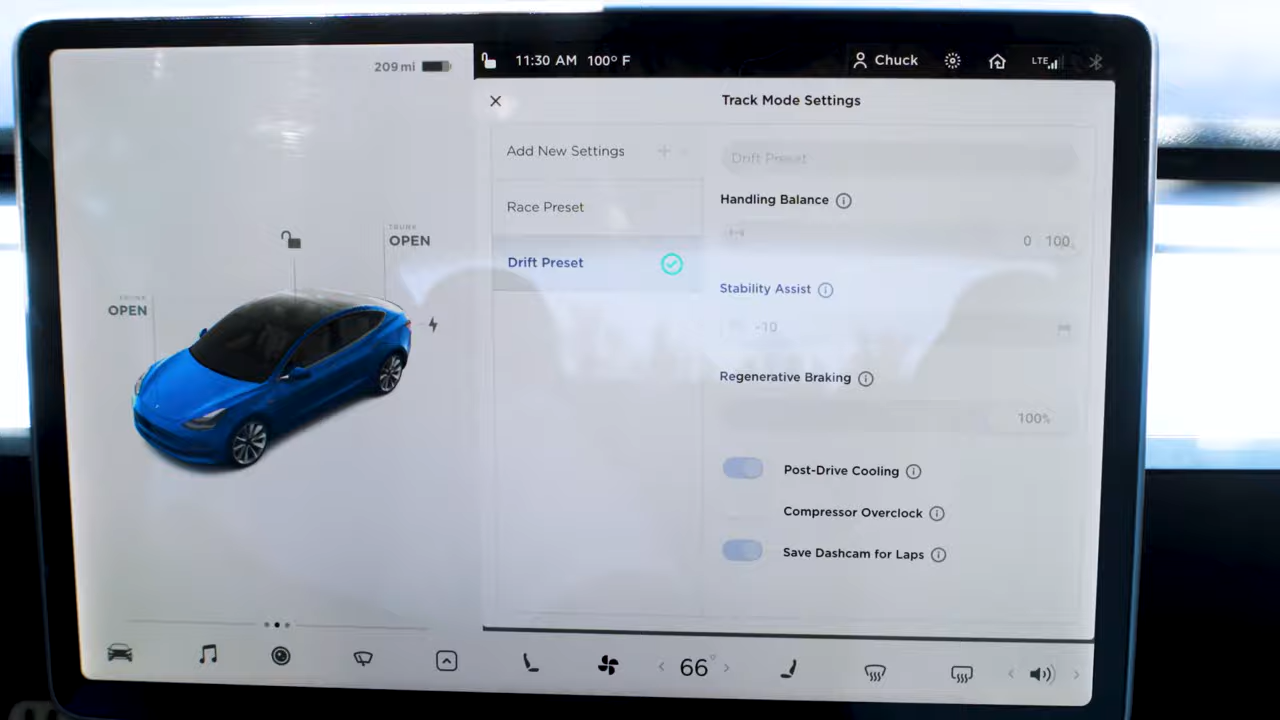 209 mi
11:30 AM 100° F
Chuck
LTE
Track Mode Settings
Add New Settings
Race Preset
Drift Preset
Drift Preset
Handling Balance
0 100
Stability Assist
-10
Regenerative Braking
100%
Post-Drive Cooling
Compressor Overclock
Save Dashcam for Laps
TRUNK
OPEN
OPEN
66°